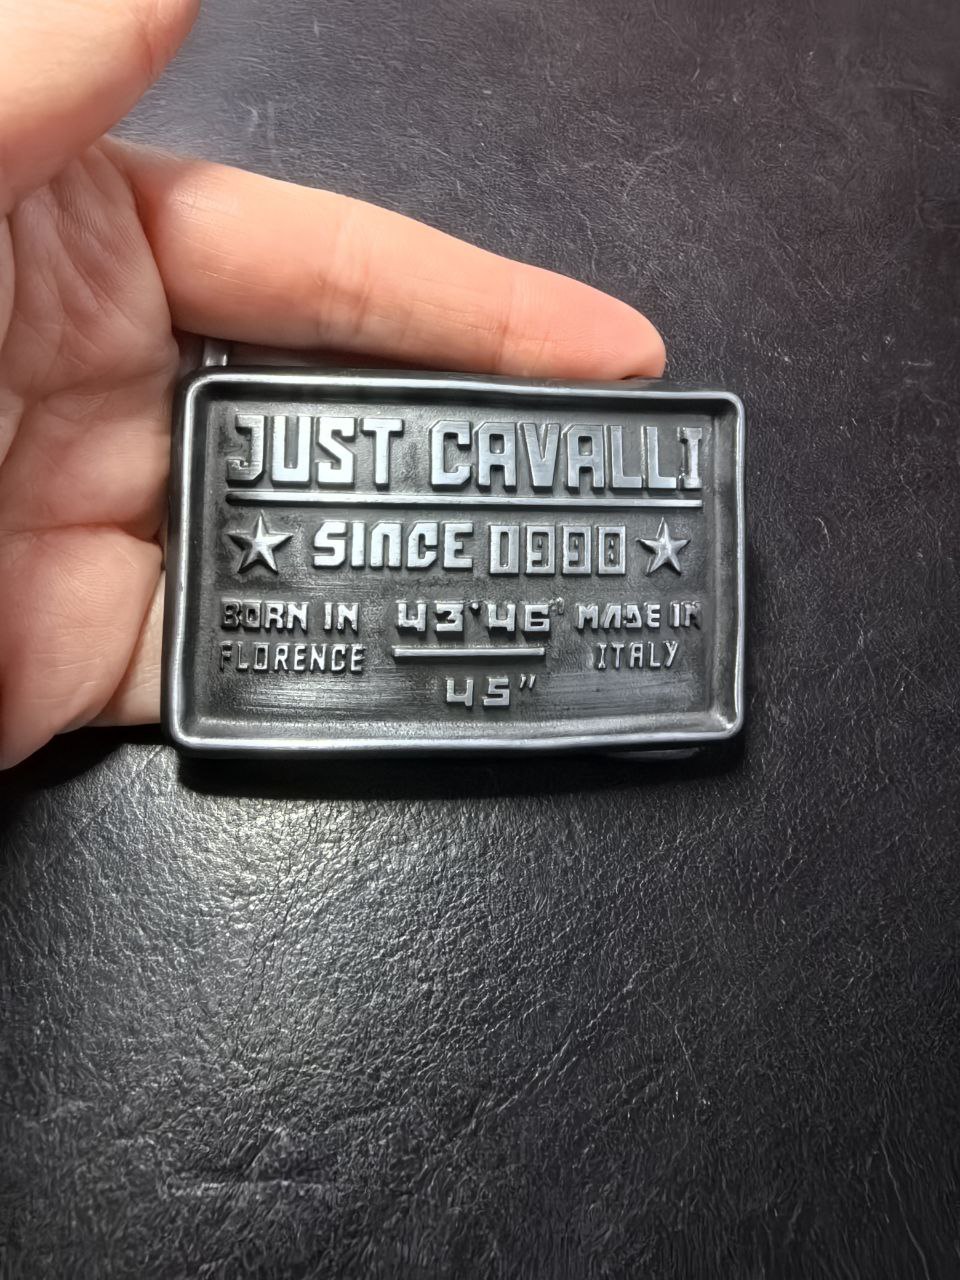 JUST CAVALLI
SINCE 0990
BORN IN 43°46' MADE IN
FLORENCE ITALY
45"